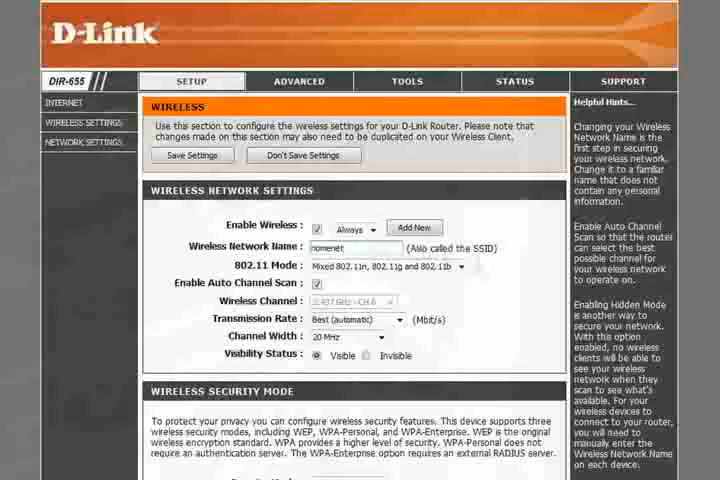 D-Link
DIR-655
SETUP
ADVANCED
TOOLS
STATUS
SUPPORT
INTERNET
WIRELESS SETTINGS
NETWORK SETTINGS
WIRELESS
Use this section to configure the wireless settings for your D-Link Router. Please note that
changes made on this section may also need to be duplicated on your Wireless Client.
Save Settings
Don't Save Settings
WIRELESS NETWORK SETTINGS
Enable Wireless :
Always
Add New
Wireless Network Name :
(Also called the SSID)
802.11 Mode :
Mixed 802.11n, 802.11g and 802.11b
Enable Auto Channel Scan :
Wireless Channel :
2.437 GHz - CH 6
Transmission Rate :
Best (automatic)
(Mbit/s)
Channel Width :
20 MHz
Visibility Status :
Visible
Invisible
WIRELESS SECURITY MODE
To protect your privacy you can configure wireless security features. This device supports three
wireless security modes, including WEP, WPA-Personal, and WPA-Enterprise. WEP is the original
wireless encryption standard. WPA provides a higher level of security. WPA-Personal does not
require an authentication server. The WPA-Enterprise option requires an external RADIUS server.
Helpful Hints...
Changing your Wireless
Network Name is the
first step in securing
your wireless network.
Change it to a familiar
name that does not
contain any personal
information.
Enable Auto Channel
Scan so that the router
can select the best
possible channel for
your wireless network
to operate on.
Enabling Hidden Mode
is another way to
secure your network.
With this option
enabled, no wireless
clients will be able to
see your wireless
network when they
scan to see what's
available. For your
wireless devices to
connect to your router,
you will need to
manually enter the
Wireless Network Name
on each device.